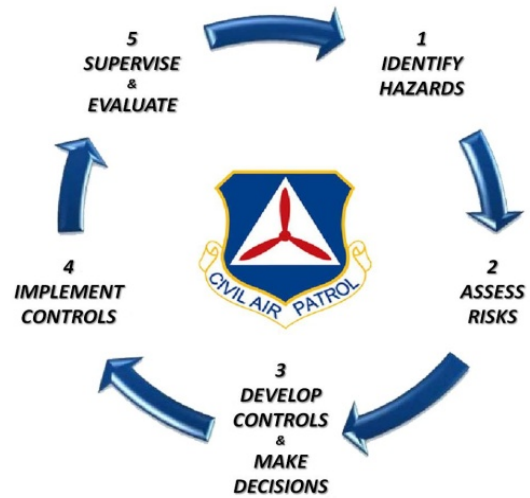 1
IDENTIFY
HAZARDS
2
ASSESS
RISKS
3
DEVELOP
CONTROLS
&
MAKE
DECISIONS
4
IMPLEMENT
CONTROLS
5
SUPERVISE
&
EVALUATE
CIVIL AIR PATROL